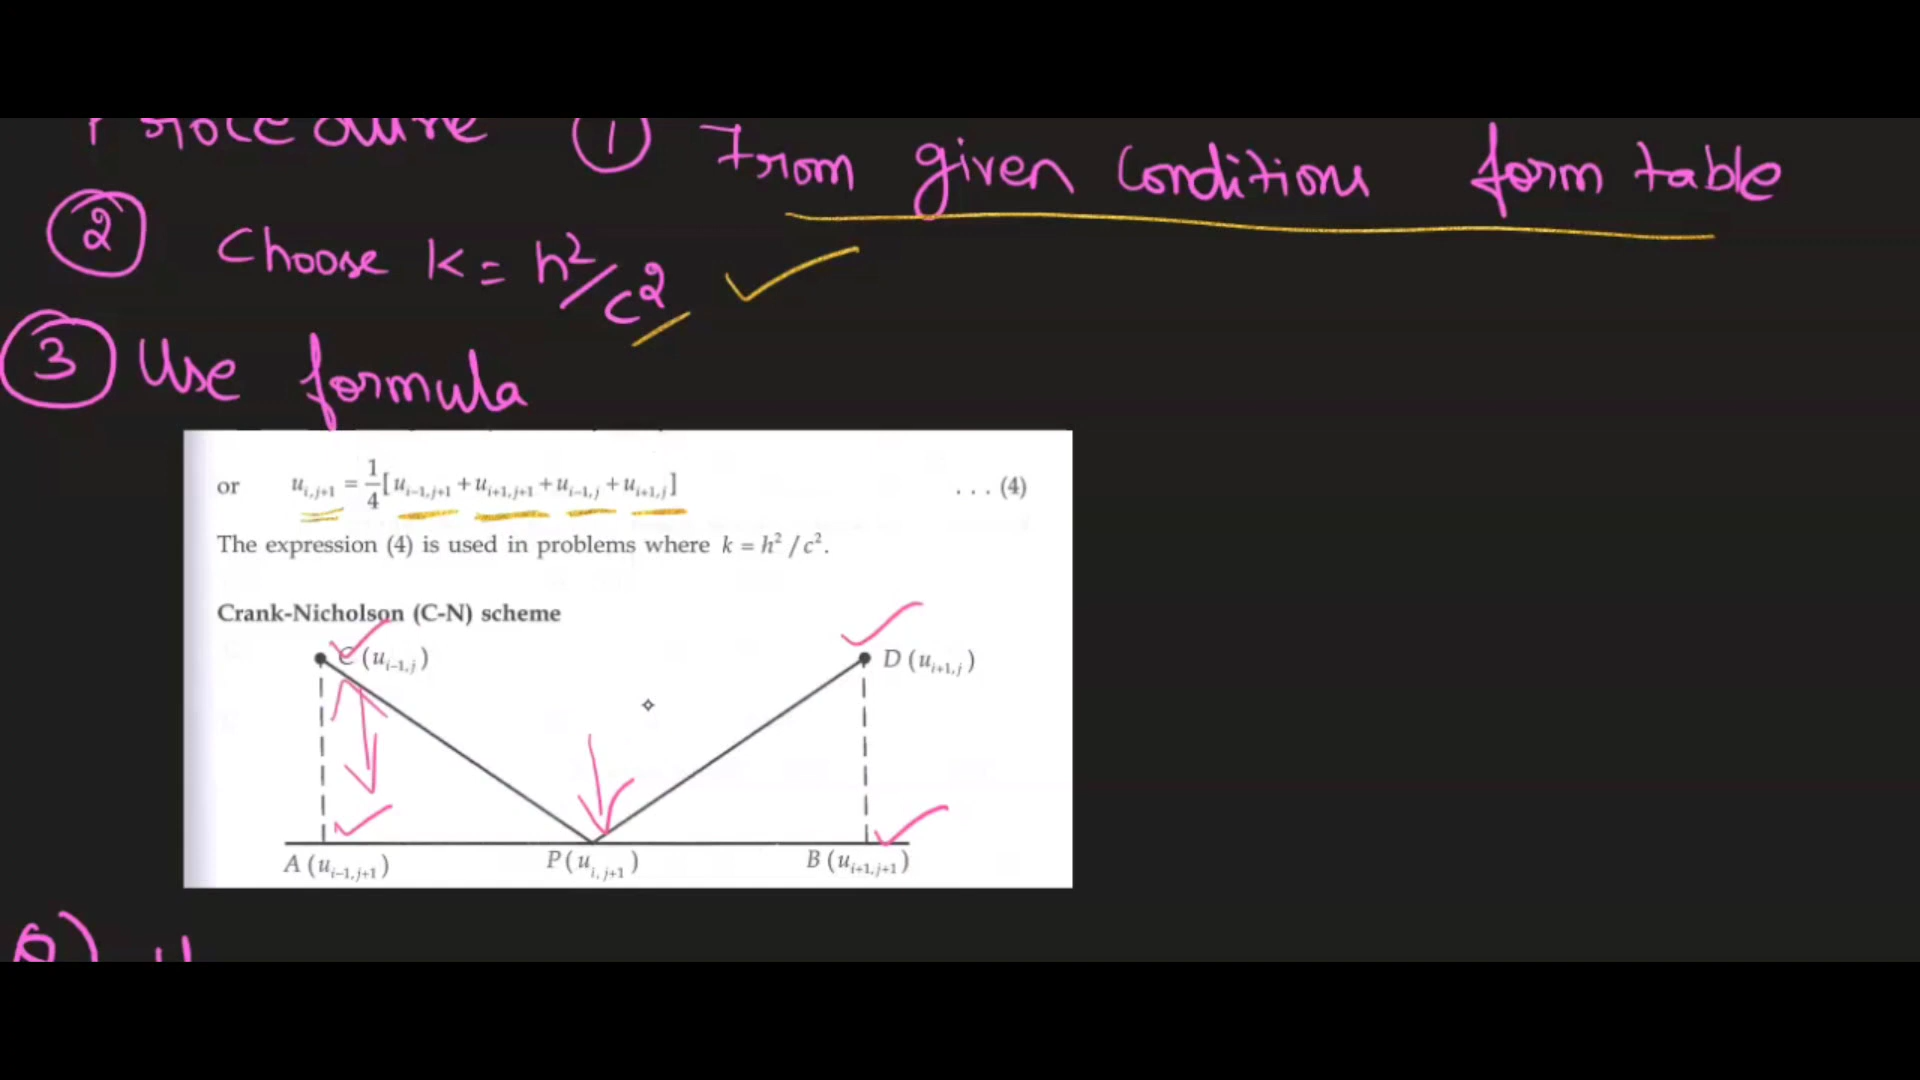 Procedure ① From given conditions form table
② Choose k = h²/c²
③ Use formula
or u_{i,j+1} = 1/4 [u_{i-1,j+1} + u_{i+1,j+1} + u_{i-1,j} + u_{i+1,j}] . . . (4)
The expression (4) is used in problems where k = h² / c².
Crank-Nicholson (C-N) scheme
C (u_{i-1,j}) D (u_{i+1,j})
A (u_{i-1,j+1}) P (u_{i,j+1}) B (u_{i+1,j+1})